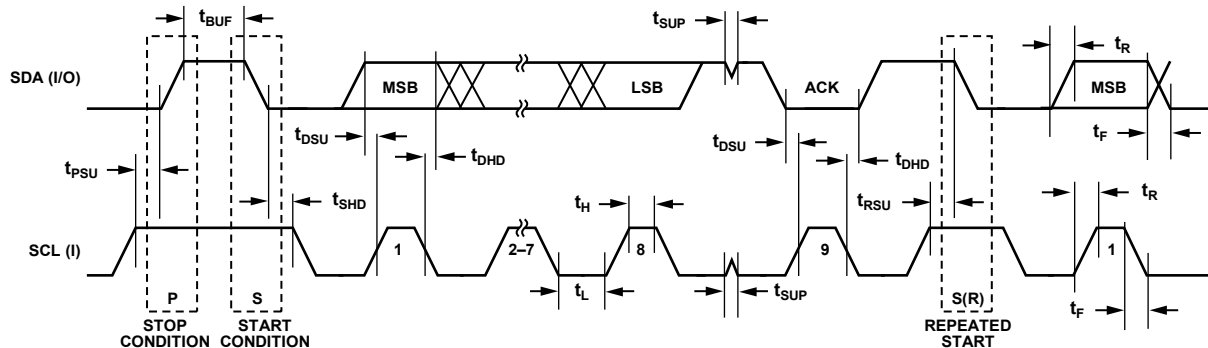 tBUF
tSUP
tR
SDA (I/O)
MSB
LSB
ACK
MSB
tDSU
tDHD
tDSU
tDHD
tF
tPSU
tSHD
tH
tRSU
tR
SCL (I)
1
2–7
8
9
1
tL
tSUP
tF
P
S
S(R)
STOP
CONDITION
START
CONDITION
REPEATED
START